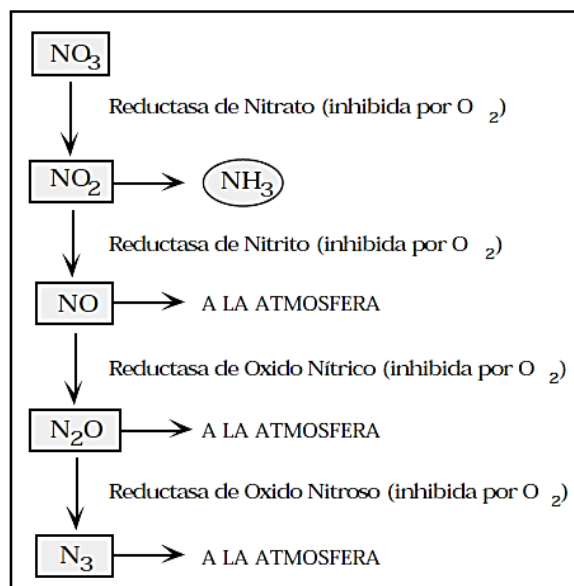 NO3
Reductasa de Nitrato (inhibida por O 2)
NO2 NH3
Reductasa de Nitrito (inhibida por O 2)
NO A LA ATMOSFERA
Reductasa de Oxido Nítrico (inhibida por O 2)
N2O A LA ATMOSFERA
Reductasa de Oxido Nitroso (inhibida por O 2)
N3 A LA ATMOSFERA